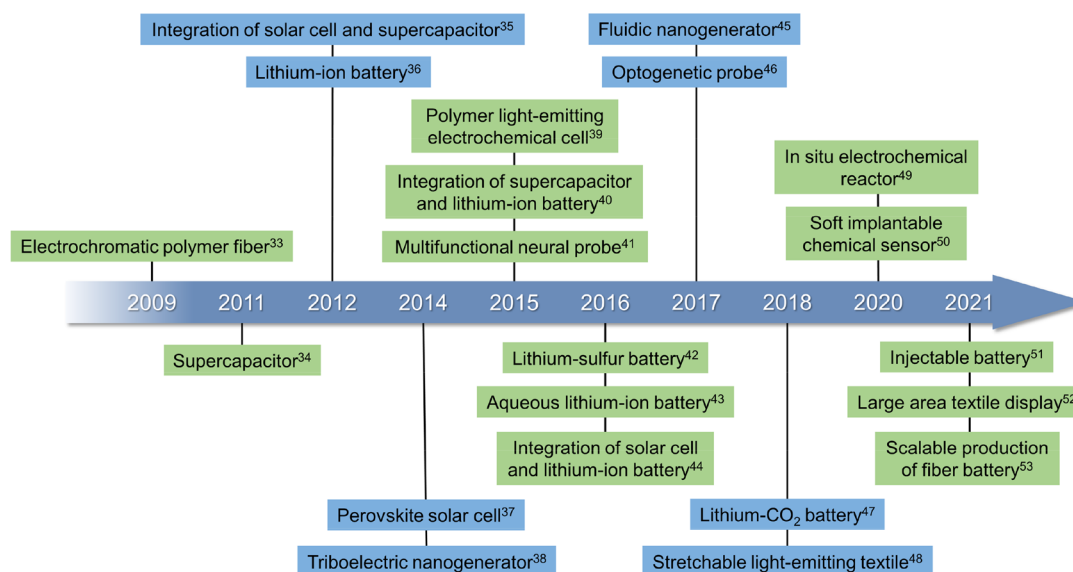 Integration of solar cell and supercapacitor³⁵
Lithium-ion battery³⁶
Fluidic nanogenerator⁴⁵
Optogenetic probe⁴⁶
Polymer light-emitting
electrochemical cell³⁹
Integration of supercapacitor
and lithium-ion battery⁴⁰
Multifunctional neural probe⁴¹
In situ electrochemical
reactor⁴⁹
Soft implantable
chemical sensor⁵⁰
Electrochromatic polymer fiber³³
2009 2011 2012 2014 2015 2016 2017 2018 2020 2021
Supercapacitor³⁴
Lithium-sulfur battery⁴²
Aqueous lithium-ion battery⁴³
Integration of solar cell
and lithium-ion battery⁴⁴
Injectable battery⁵¹
Large area textile display⁵²
Scalable production
of fiber battery⁵³
Perovskite solar cell³⁷
Triboelectric nanogenerator³⁸
Lithium-CO₂ battery⁴⁷
Stretchable light-emitting textile⁴⁸